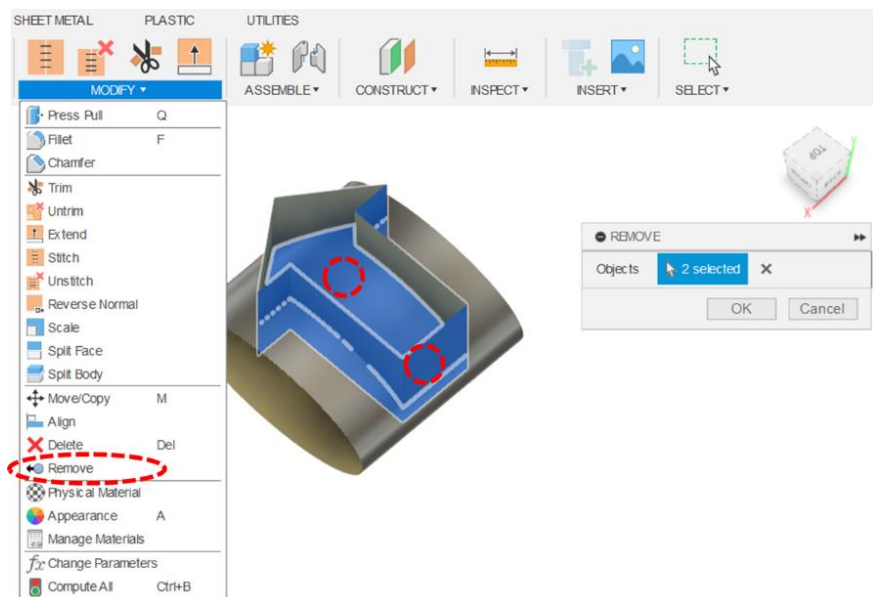 SHEET METAL PLASTIC UTILITIES
MODIFY ▾ ASSEMBLE ▾ CONSTRUCT ▾ INSPECT ▾ INSERT ▾ SELECT ▾
Press Pull Q
Fillet F
Chamfer
Trim
Untrim
Extend
Stitch
Unstitch
Reverse Normal
Scale
Split Face
Split Body
Move/Copy M
Align
Delete Del
Remove
Physical Material
Appearance A
Manage Materials
fx Change Parameters
Compute All Ctrl+B
TOP
Y
X
REMOVE
Objects 2 selected
OK Cancel